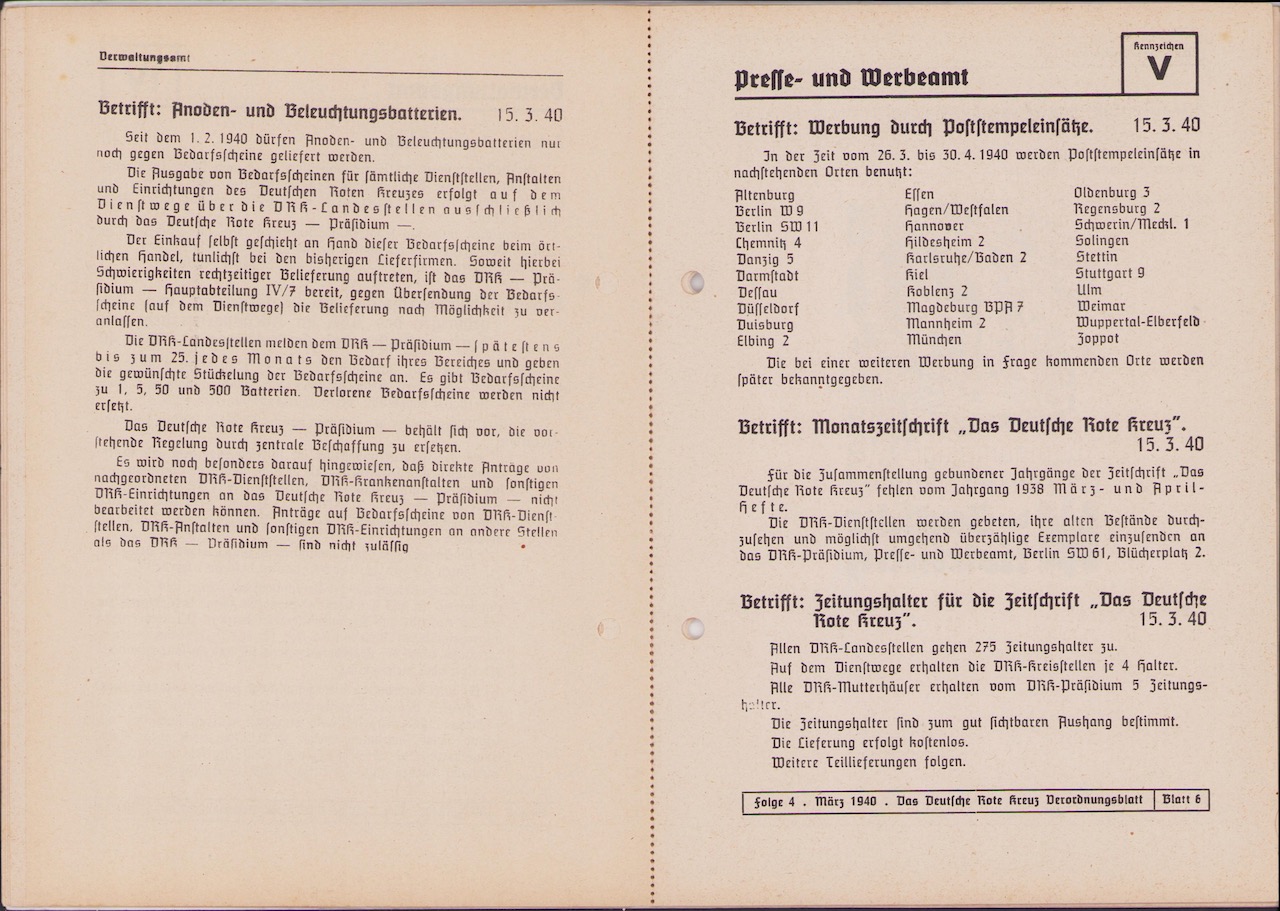 Verwaltungsamt
Betrifft: Anoden- und Beleuchtungsbatterien. 15. 3. 40
Seit dem 1. 2. 1940 dürfen Anoden- und Beleuchtungsbatterien nur
noch gegen Bedarfsscheine geliefert werden.
Die Ausgabe von Bedarfsscheinen für sämtliche Dienststellen, Anstalten
und Einrichtungen des Deutschen Roten Kreuzes erfolgt auf dem
Dienstwege über die DRK-Landesstellen ausschließlich
durch das Deutsche Rote Kreuz — Präsidium —.
Der Einkauf selbst geschieht an Hand dieser Bedarfsscheine beim ört-
lichen Handel, tunlichst bei den bisherigen Lieferfirmen. Soweit hierbei
Schwierigkeiten rechtzeitiger Belieferung auftreten, ist das DRK — Prä-
sidium — Hauptabteilung IV/7 bereit, gegen Übersendung der Bedarfs-
scheine (auf dem Dienstwege) die Belieferung nach Möglichkeit zu ver-
anlassen.
Die DRK-Landesstellen melden dem DRK — Präsidium — spätestens
bis zum 25. jedes Monats den Bedarf ihres Bereiches und geben
die gewünschte Stückelung der Bedarfsscheine an. Es gibt Bedarfsscheine
zu 1, 5, 50 und 500 Batterien. Verlorene Bedarfsscheine werden nicht
ersetzt.
Das Deutsche Rote Kreuz — Präsidium — behält sich vor, die vor-
stehende Regelung durch zentrale Beschaffung zu ersetzen.
Es wird noch besonders darauf hingewiesen, daß direkte Anträge von
nachgeordneten DRK-Dienststellen, DRK-Krankenanstalten und sonstigen
DRK-Einrichtungen an das Deutsche Rote Kreuz — Präsidium — nicht
bearbeitet werden können. Anträge auf Bedarfsscheine von DRK-Dienst-
stellen, DRK-Anstalten und sonstigen DRK-Einrichtungen an andere Stellen
als das DRK — Präsidium — sind nicht zulässig
Kennzeichen
V
Presse- und Werbeamt
Betrifft: Werbung durch Poststempeleinsätze. 15. 3. 40
In der Zeit vom 26. 3. bis 30. 4. 1940 werden Poststempeleinsätze in
nachstehenden Orten benutzt:
Altenburg Essen Oldenburg 3
Berlin W 9 Hagen/Westfalen Regensburg 2
Berlin SW 11 Hannover Schwerin/Meckl. 1
Chemnitz 4 Hildesheim 2 Solingen
Danzig 5 Karlsruhe/Baden 2 Stettin
Darmstadt Kiel Stuttgart 9
Dessau Koblenz 2 Ulm
Düsseldorf Magdeburg BPA 7 Weimar
Duisburg Mannheim 2 Wuppertal-Elberfeld
Elbing 2 München Zoppot
Die bei einer weiteren Werbung in Frage kommenden Orte werden
später bekanntgegeben.
Betrifft: Monatszeitschrift „Das Deutsche Rote Kreuz”.
15. 3. 40
Für die Zusammenstellung gebundener Jahrgänge der Zeitschrift „Das
Deutsche Rote Kreuz” fehlen vom Jahrgang 1938 März- und April-
Hefte.
Die DRK-Dienststellen werden gebeten, ihre alten Bestände durch-
zusehen und möglichst umgehend überzählige Exemplare einzusenden an
das DRK-Präsidium, Presse- und Werbeamt, Berlin SW 61, Blücherplatz 2.
Betrifft: Zeitungshalter für die Zeitschrift „Das Deutsche
Rote Kreuz”. 15. 3. 40
Allen DRK-Landesstellen gehen 275 Zeitungshalter zu.
Auf dem Dienstwege erhalten die DRK-Kreisstellen je 4 Halter.
Alle DRK-Mutterhäuser erhalten vom DRK-Präsidium 5 Zeitungs-
halter.
Die Zeitungshalter sind zum gut sichtbaren Aushang bestimmt.
Die Lieferung erfolgt kostenlos.
Weitere Teillieferungen folgen.
Folge 4 . März 1940 . Das Deutsche Rote Kreuz Verordnungsblatt Blatt 6